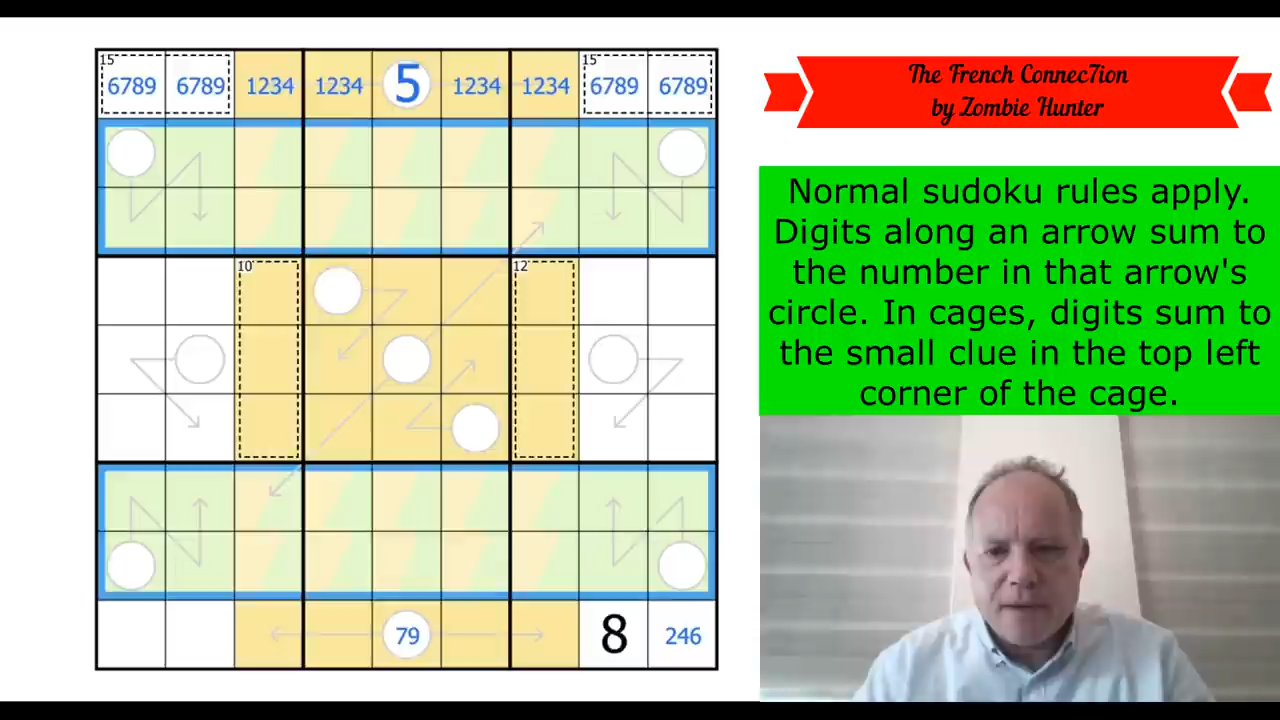 The French Connec7ion
by Zombie Hunter
Normal sudoku rules apply.
Digits along an arrow sum to
the number in that arrow's
circle. In cages, digits sum to
the small clue in the top left
corner of the cage.
15 15
6789 6789 1234 1234 5 1234 1234 6789 6789
10 12
79 8 246